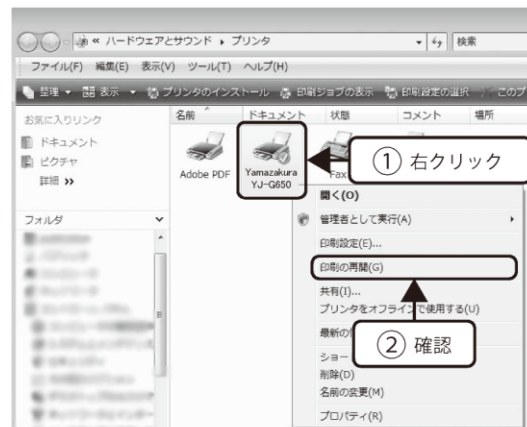 « ハードウェアとサウンド ▸ プリンタ
検索
ファイル(F) 編集(E) 表示(V) ツール(T) ヘルプ(H)
整理 表示 プリンタのインストール 印刷ジョブの表示 印刷設定の選択 このプ
お気に入りリンク
ドキュメント
ピクチャ
詳細 »
フォルダ
名前 ドキュメント 状態 コメント 場所
Adobe PDF
Yamazakura
YJ-G650
Fax
① 右クリック
開く(O)
管理者として実行(A)
印刷設定(E)...
印刷の再開(G)
共有(I)...
プリンタをオフラインで使用する(U)
最新の
② 確認
ショー
削除(D)
名前の変更(M)
プロパティ(R)